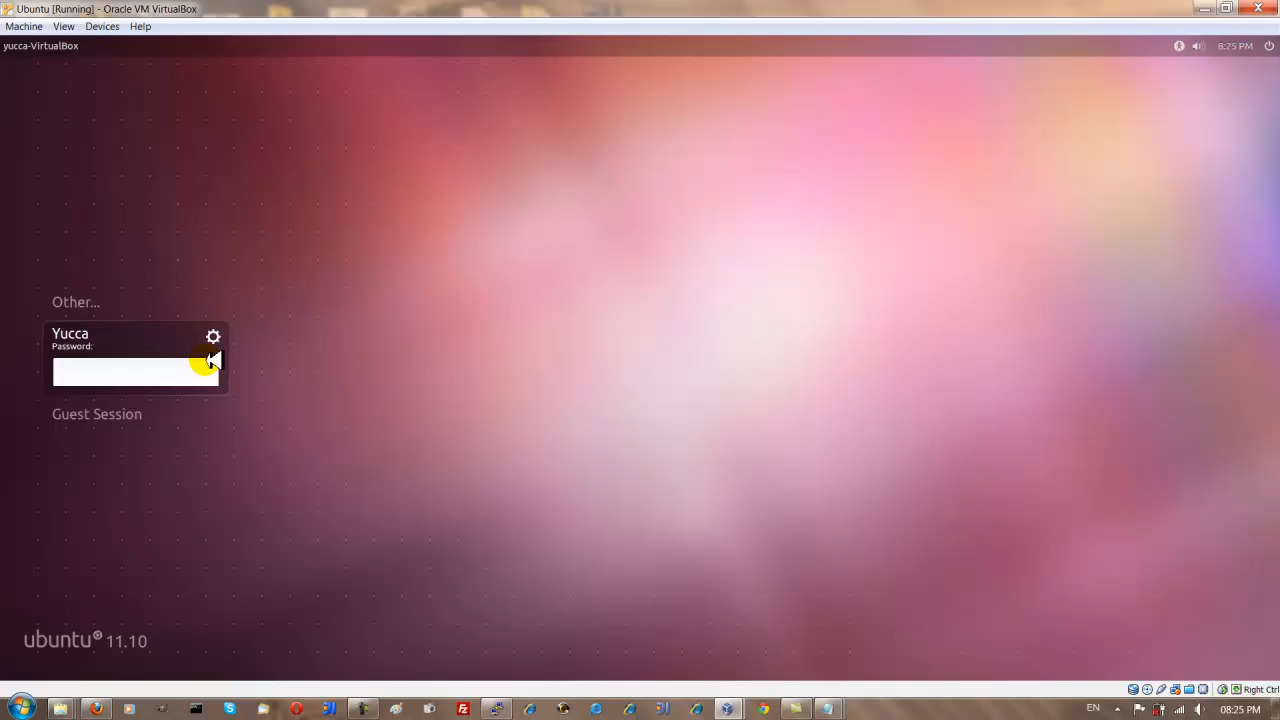 Ubuntu [Running] - Oracle VM VirtualBox
Machine View Devices Help
yucca-VirtualBox
8:25 PM
Other...
Yucca
Password:
Guest Session
ubuntu® 11.10
Right Ctrl
EN
08:25 PM